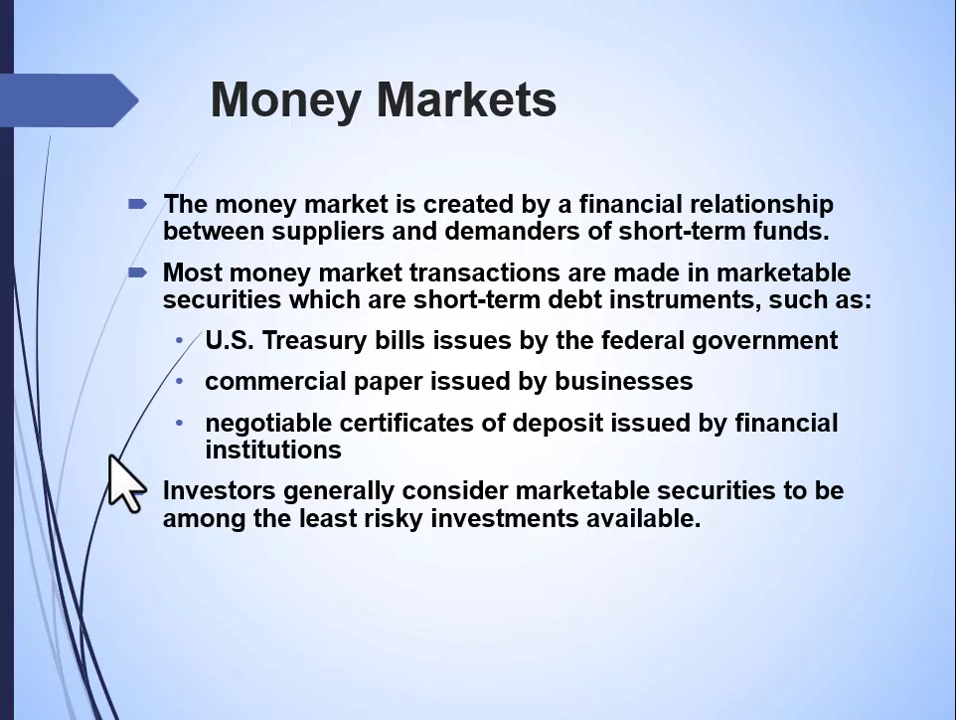 Money Markets
The money market is created by a financial relationship
between suppliers and demanders of short-term funds.
Most money market transactions are made in marketable
securities which are short-term debt instruments, such as:
• U.S. Treasury bills issues by the federal government
• commercial paper issued by businesses
• negotiable certificates of deposit issued by financial
institutions
Investors generally consider marketable securities to be
among the least risky investments available.